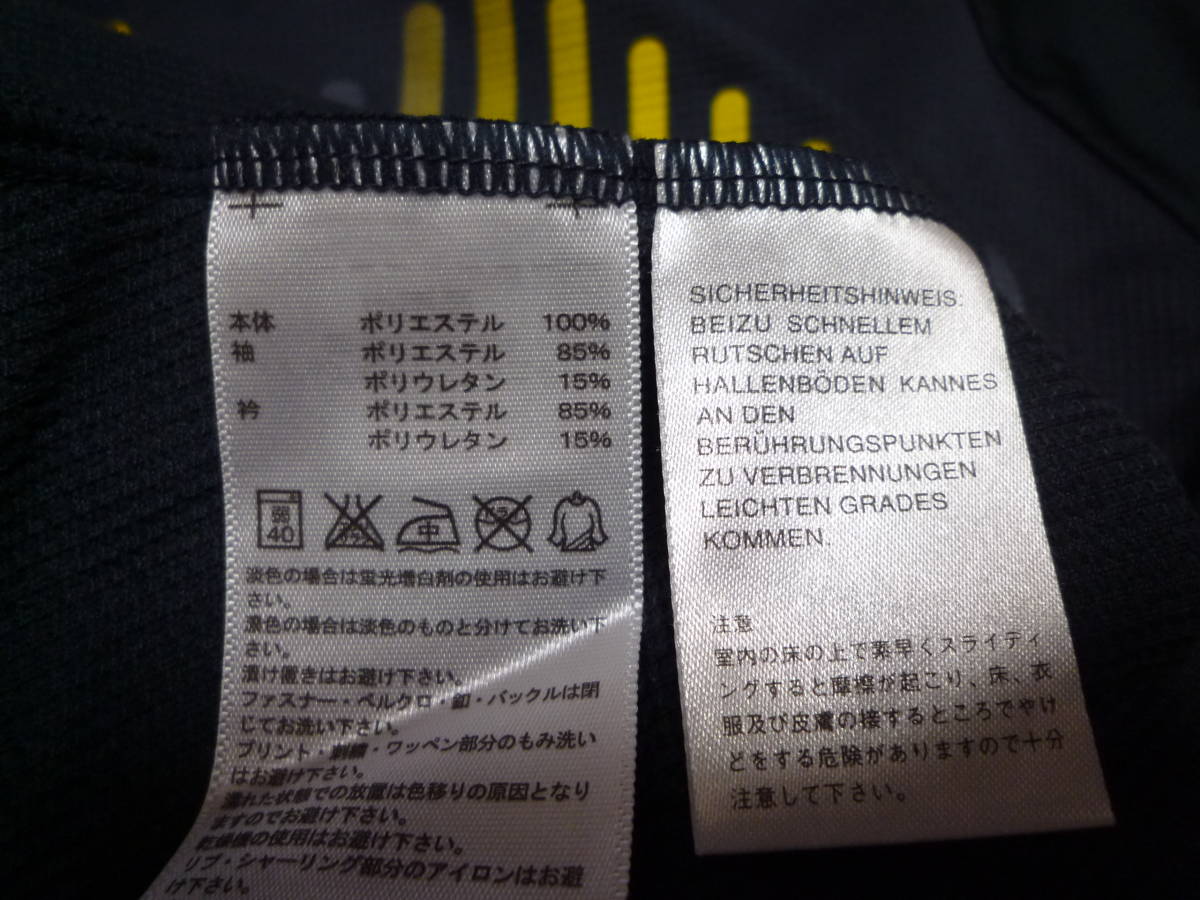 本体 ポリエステル 100%
袖 ポリエステル 85%
ポリウレタン 15%
衿 ポリエステル 85%
ポリウレタン 15%
弱
40
中
淡色の場合は蛍光増白剤の使用はお避け下
さい。
濃色の場合は淡色のものと分けてお洗い下
さい。
漬け置きはお避け下さい。
ファスナー・ベルクロ・釦・バックルは閉
じてお洗い下さい。
プリント・刺繍・ワッペン部分のもみ洗い
はお避け下さい。
濡れた状態での放置は色移りの原因となり
ますのでお避け下さい。
乾燥機の使用はお避け下さい。
リブ・シャーリング部分のアイロンはお避
け下さい。
SICHERHEITSHINWEIS:
BEIZU SCHNELLEM
RUTSCHEN AUF
HALLENBÖDEN KANNES
AN DEN
BERÜHRUNGSPUNKTEN
ZU VERBRENNUNGEN
LEICHTEN GRADES
KOMMEN.
注意
室内の床の上で素早くスライディ
ングすると摩擦が起こり、床、衣
服及び皮膚の接するところでやけ
どをする危険がありますので十分
注意して下さい。